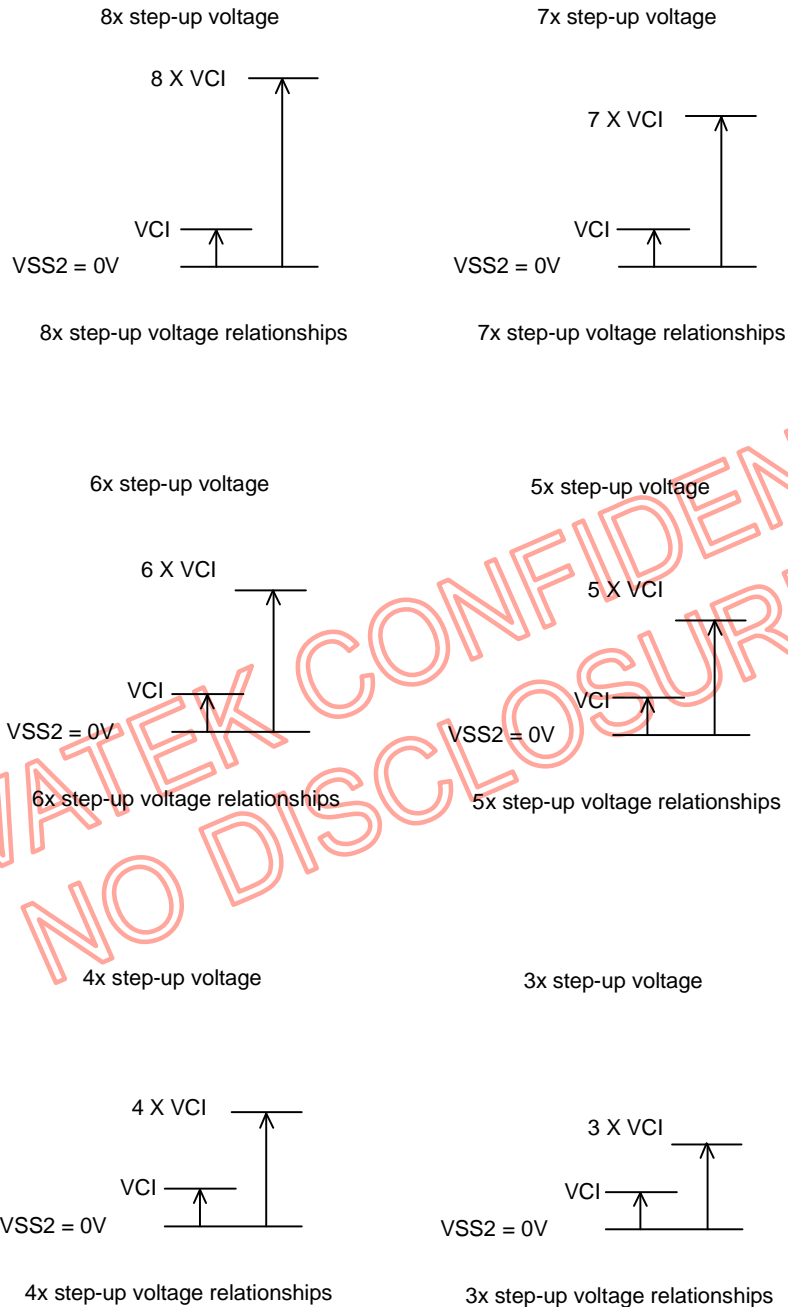 8x step-up voltage
7x step-up voltage
8 X VCI
7 X VCI
VCI
VCI
VSS2 = 0V
VSS2 = 0V
8x step-up voltage relationships
7x step-up voltage relationships
6x step-up voltage
5x step-up voltage
6 X VCI
5 X VCI
VCI
VCI
VSS2 = 0V
VSS2 = 0V
6x step-up voltage relationships
5x step-up voltage relationships
VATEK CONFIDEN
NO DISCLOSUR
4x step-up voltage
3x step-up voltage
4 X VCI
3 X VCI
VCI
VCI
VSS2 = 0V
VSS2 = 0V
4x step-up voltage relationships
3x step-up voltage relationships